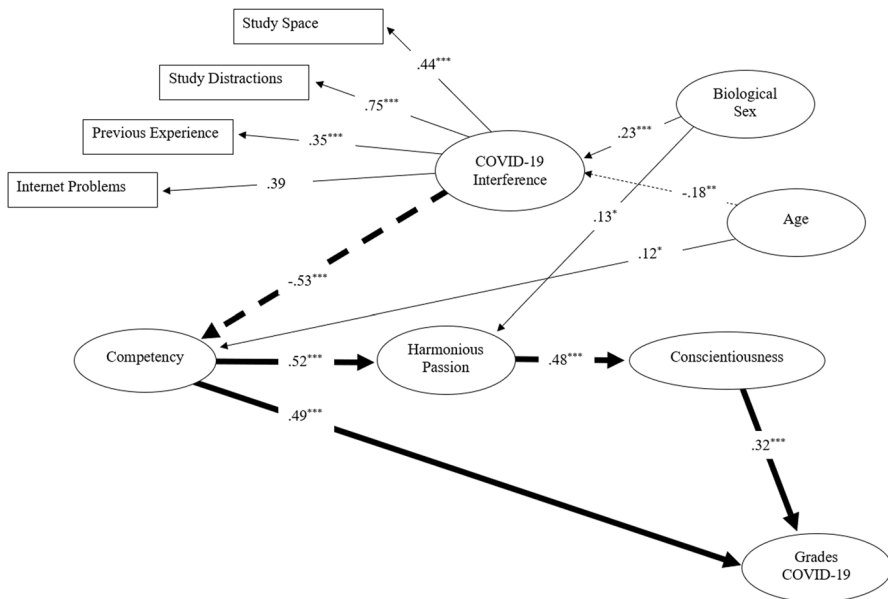 Study Space
.44***
Study Distractions
.75***
Biological
Sex
Previous Experience
.35***
.23***
COVID-19
Interference
Internet Problems
.39
-.18**
.13*
Age
.12*
-.53***
Competency
.52***
Harmonious
Passion
.48***
Conscientiousness
.49***
.32***
Grades
COVID-19